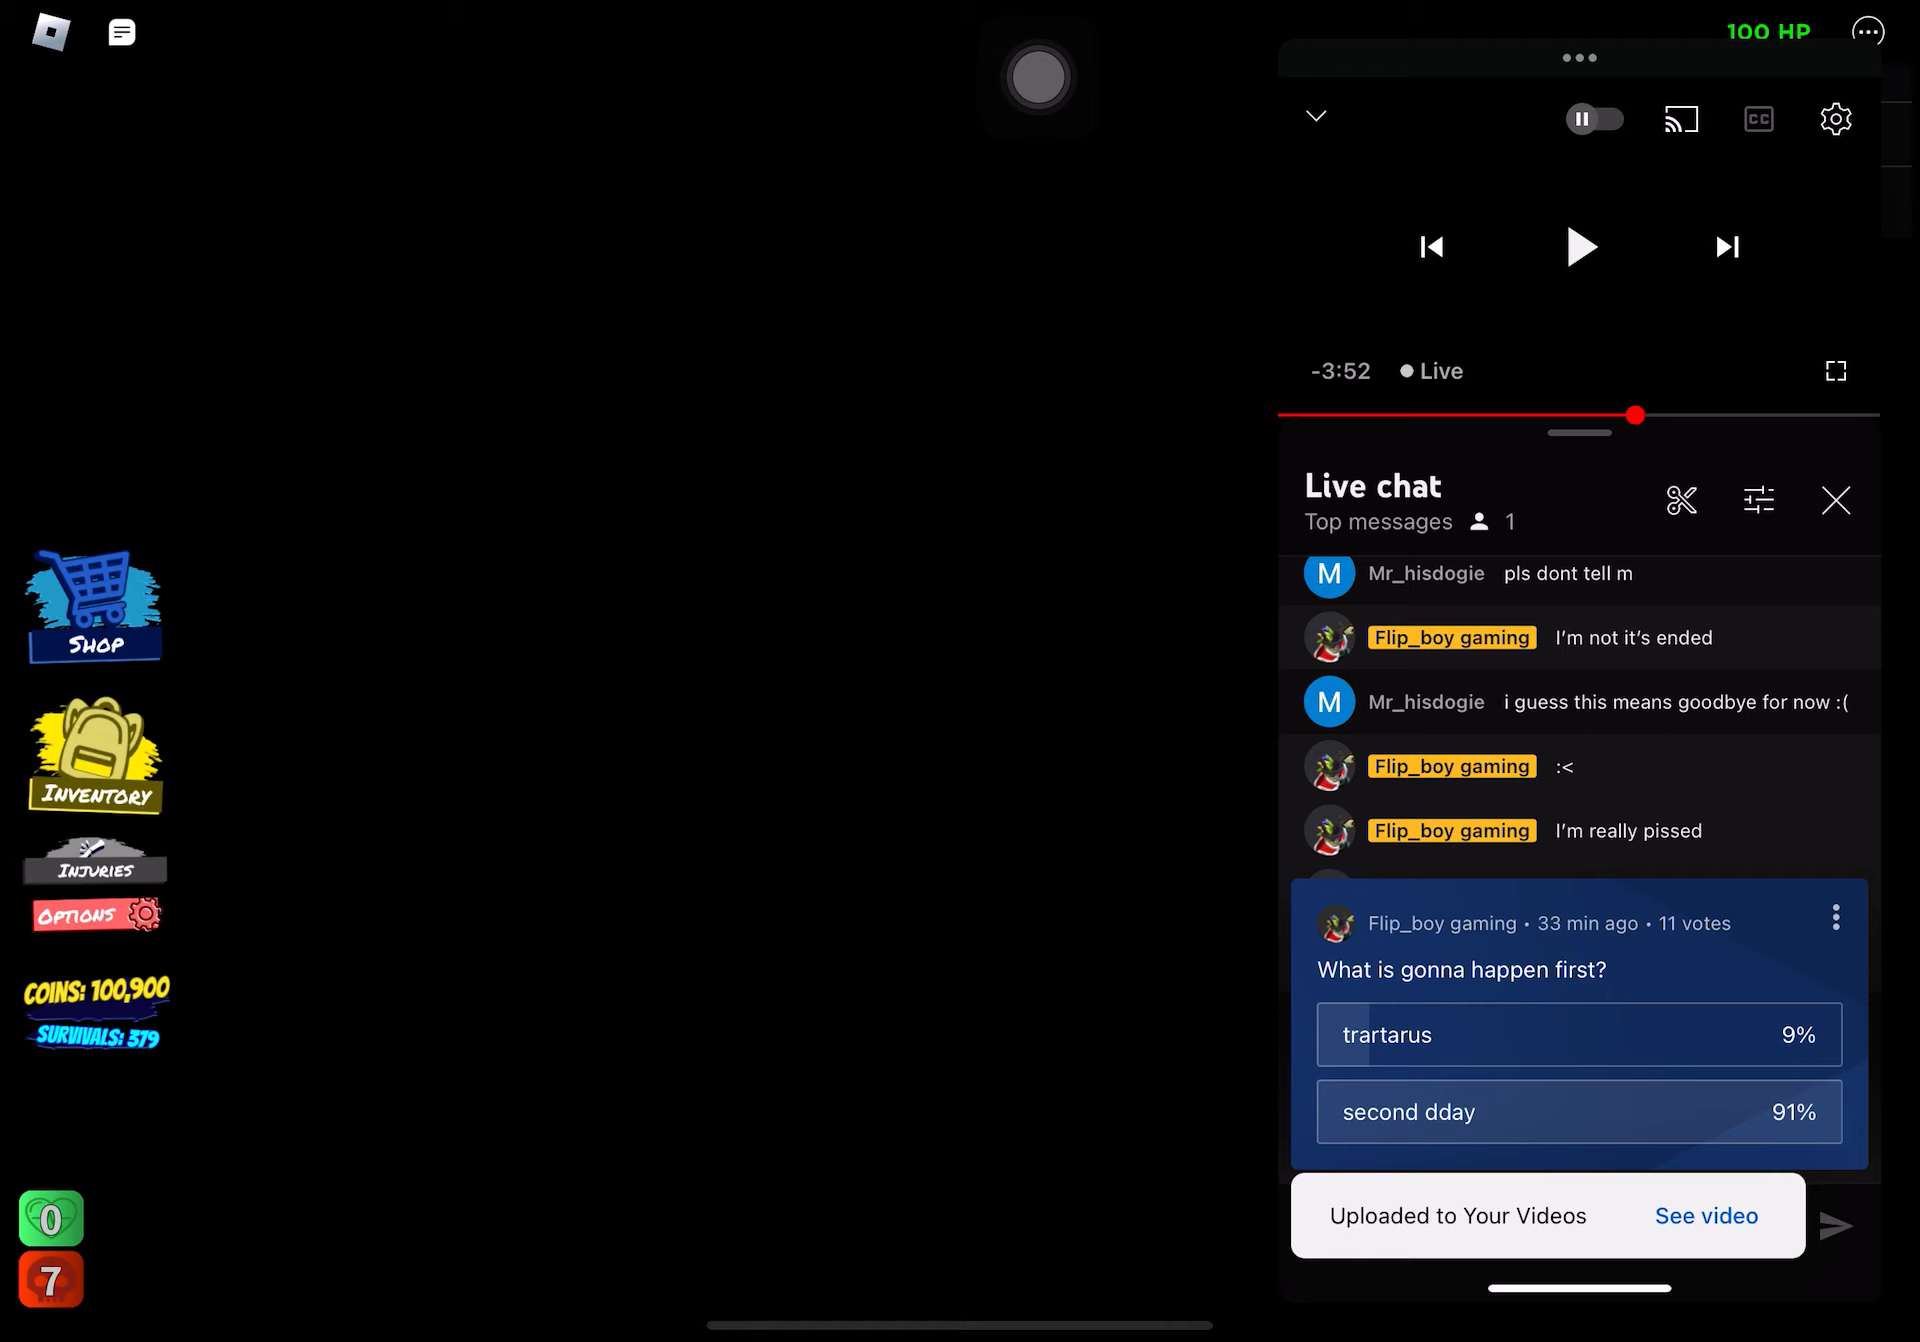 100 HP
CC
-3:52 Live
Live chat
Top messages 1
M Mr_hisdogie pls dont tell m
Flip_boy gaming I'm not it's ended
M Mr_hisdogie i guess this means goodbye for now :(
Flip_boy gaming :<
Flip_boy gaming I'm really pissed
Flip_boy gaming • 33 min ago • 11 votes
What is gonna happen first?
trartarus 9%
second dday 91%
Uploaded to Your Videos See video
SHOP
INVENTORY
INJURIES
OPTIONS
COINS: 100,900
SURVIVALS: 379
0
7